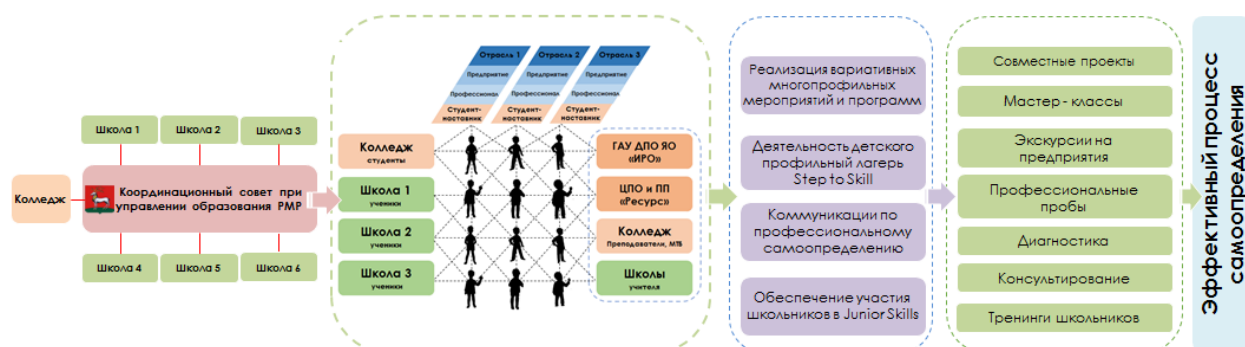 Школа 1
Школа 2
Школа 3
Колледж
Координационный совет при
управлении образования РМР
Школа 4
Школа 5
Школа 6
Отрасль 1
Отрасль 2
Отрасль 3
Предприятие
Предприятие
Предприятие
Профессионал
Профессионал
Профессионал
Студент-
наставник
Студент-
наставник
Студент-
наставник
Колледж
студенты
Школа 1
ученики
Школа 2
ученики
Школа 3
ученики
ГАУ ДПО ЯО
«ИРО»
ЦПО и ПП
«Ресурс»
Колледж
Преподаватели, МТБ
Школы
учителя
Реализация вариативных
многопрофильных
мероприятий и программ
Деятельность детского
профильный лагерь
Step to Skill
Коммуникации по
профессиональному
самоопределению
Обеспечение участия
школьников в Junior Skills
Совместные проекты
Мастер - классы
Экскурсии на
предприятия
Профессиональные
пробы
Диагностика
Консультирование
Тренинги школьников
Эффективный процесс
самоопределения